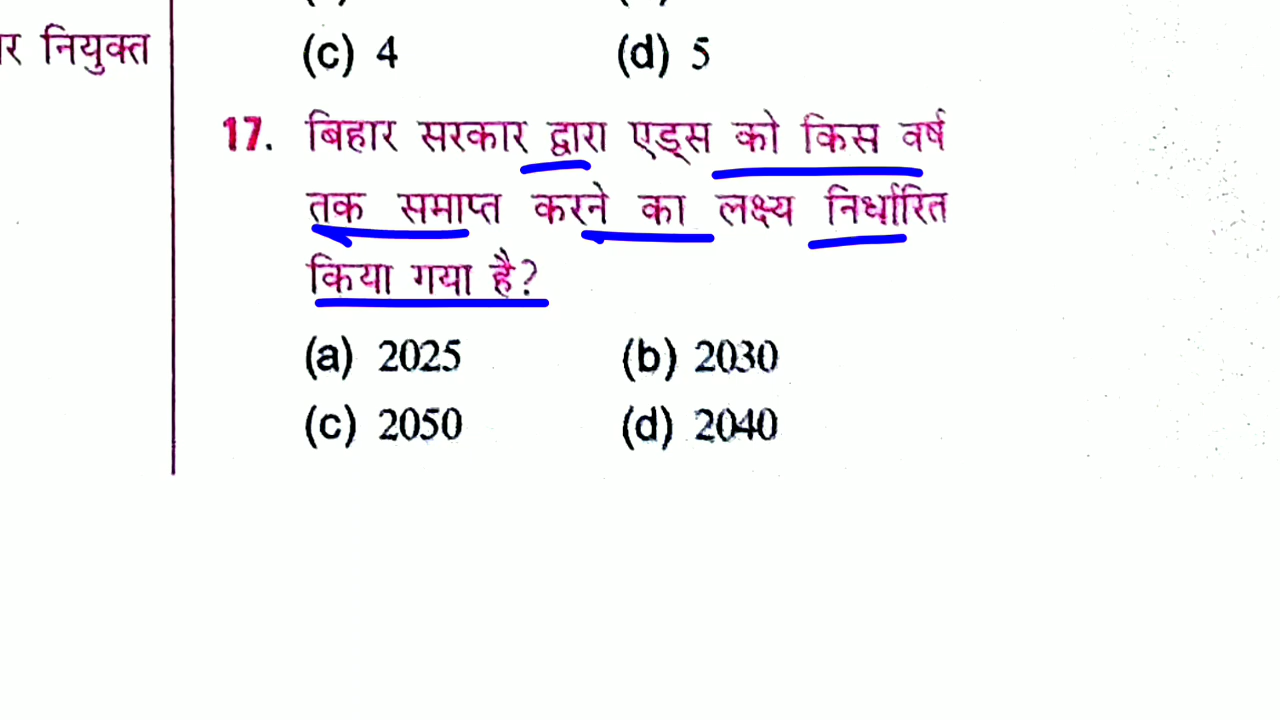 नियुक्त
(c) 4 (d) 5
17. बिहार सरकार द्वारा एड्स को किस वर्ष
तक समाप्त करने का लक्ष्य निर्धारित
किया गया है?
(a) 2025 (b) 2030
(c) 2050 (d) 2040